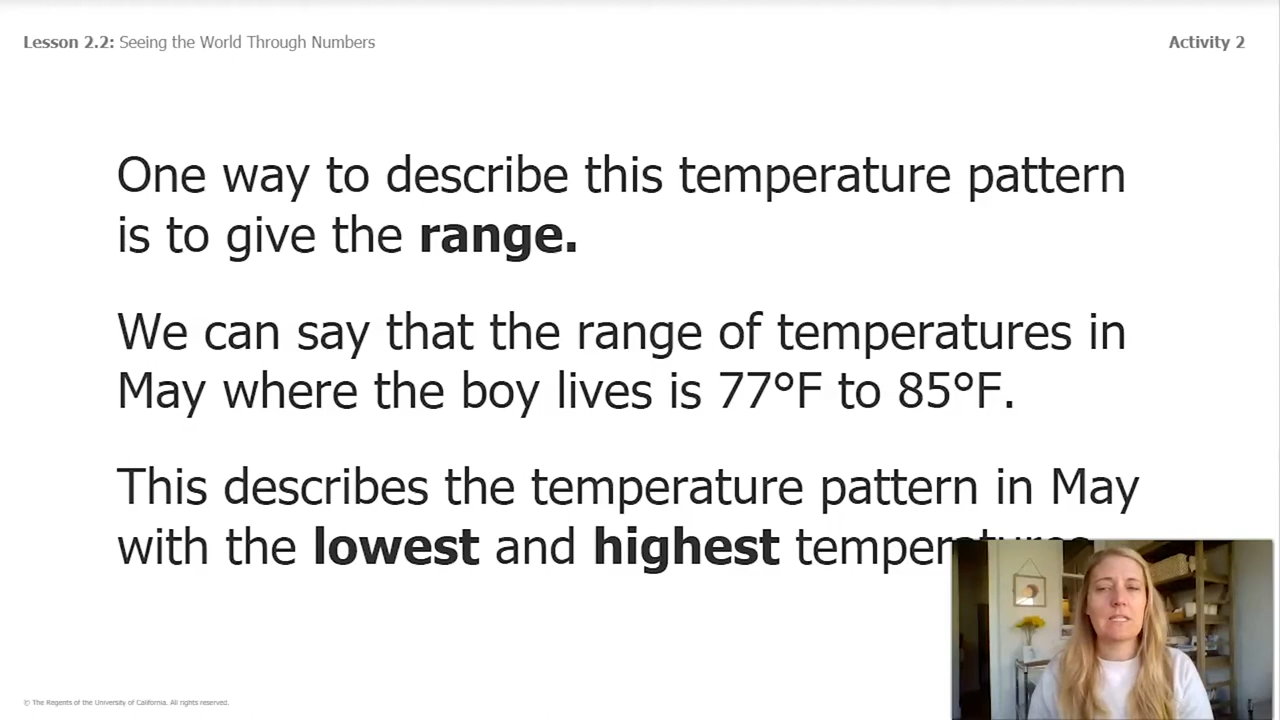 Lesson 2.2: Seeing the World Through Numbers
Activity 2
One way to describe this temperature pattern
is to give the range.
We can say that the range of temperatures in
May where the boy lives is 77°F to 85°F.
This describes the temperature pattern in May
with the lowest and highest temperatures
© The Regents of the University of California. All rights reserved.